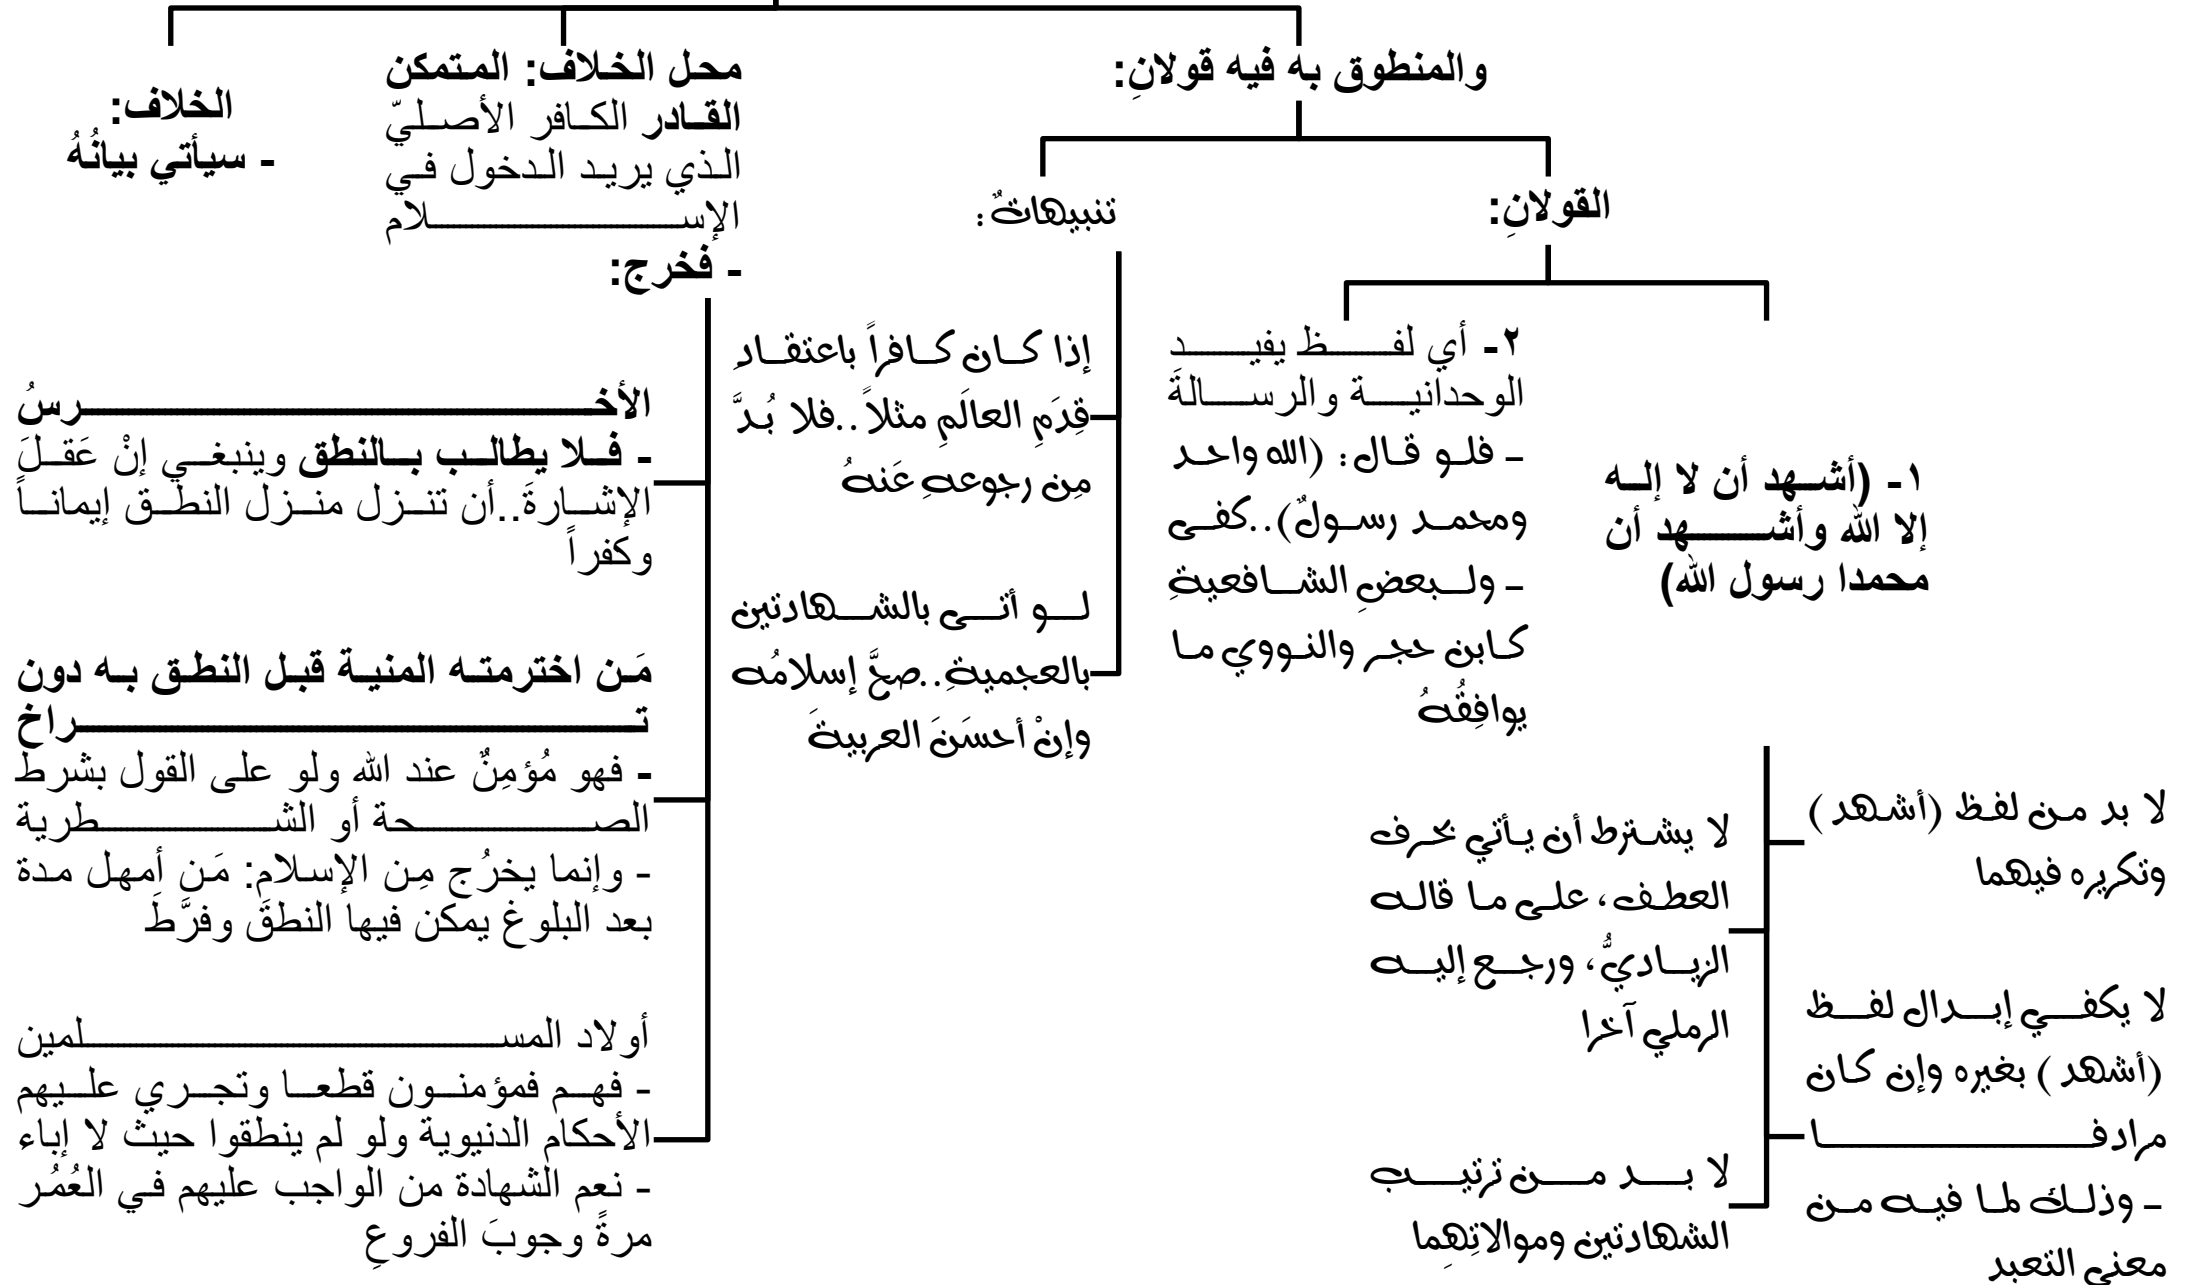 والمنطوق به فيه قولانِ:
القولانِ:
١- (أشهد أن لا إله
إلا الله وأشهد أن
محمدا رسول الله)
لا بد من لفظ (أشهد)
وتكريره فيهما
لا يكفي إبدال لفظ
(أشهد) بغيره وإن كان
مرادفا
- وذلك لما فيه من
معنى التعبد
لا يشترط أن يأتي بحرف
العطف، على ما قاله
الزياديُّ، ورجع إليه
الرملي آخرا
لا بد من ترتيب
الشهادتين وموالاتِهِما
٢- أي لفظ يفيد
الوحدانية والرسالةَ
- فلو قال: (الله واحد
ومحمد رسولٌ)..كفى
- ولبعضِ الشافعيةِ
كابن حجر والنووي ما
يوافِقُهُ
تنبيهاتٌ:
إذا كان كافراً باعتقادِ
قِدَمِ العالَمِ مثلاً..فلا بُدَّ
مِن رجوعهِ عَنهُ
لو أتى بالشهادتين
بالعجميةِ..صحَّ إسلامُه
وإنْ أحسَنَ العربيةَ
محل الخلاف: المتمكن
القادر الكافر الأصليّ
الذي يريد الدخول في
الإسلام
- فخرج:
الأخرسُ
- فلا يطالب بالنطق وينبغي إنْ عَقلَ
الإشارةَ..أن تنزل منزل النطق إيماناً
وكفراً
مَن اخترمته المنية قبل النطق به دون
تراخ
- فهو مُؤمِنٌ عند الله ولو على القول بشرط
الصحة أو الشطرية
- وإنما يخرُج مِن الإسلام: مَن أمهل مدة
بعد البلوغ يمكن فيها النطقَ وفرَّطَ
أولاد المسلمين
- فهم فمؤمنون قطعا وتجري عليهم
الأحكام الدنيوية ولو لم ينطقوا حيث لا إباء
- نعم الشهادة من الواجب عليهم في العُمُر
مرةً وجوبَ الفروعِ
الخلاف:
- سيأتي بيانُهُ